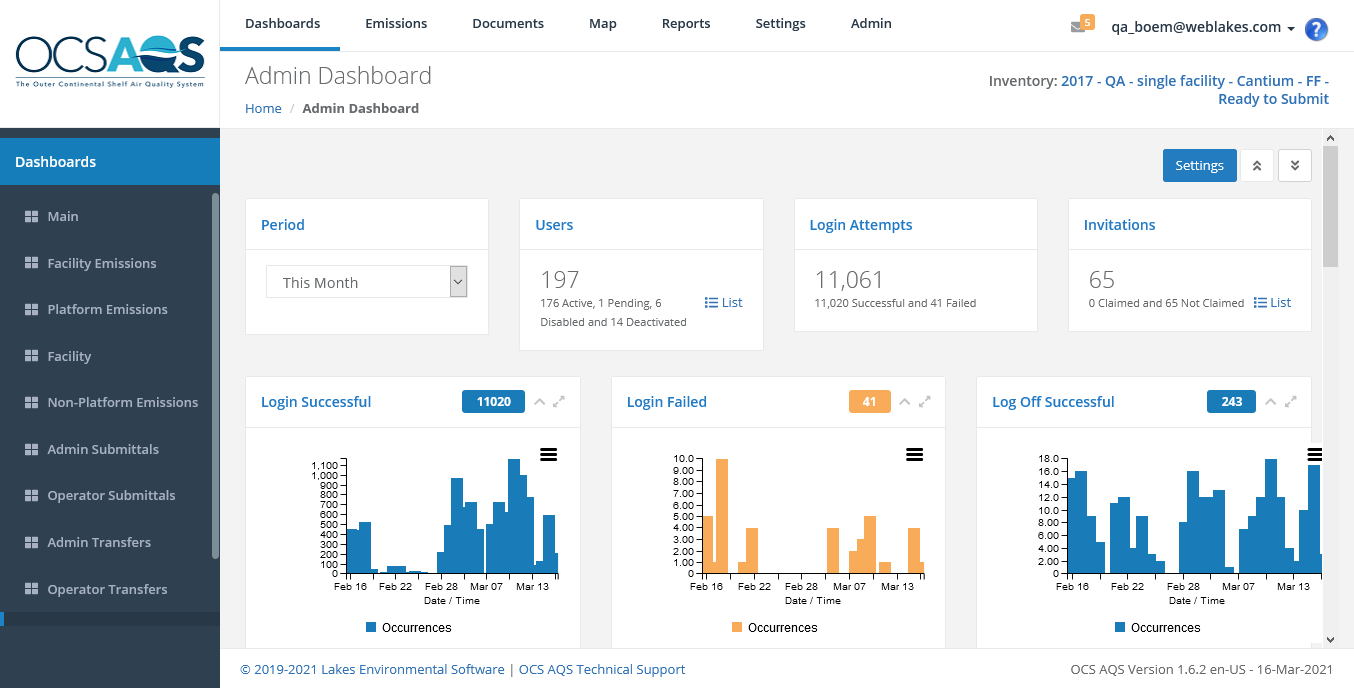 OCSAQS
The Outer Continental Shelf Air Quality System
Dashboards Emissions Documents Map Reports Settings Admin
5 qa_boem@weblakes.com ?
Admin Dashboard
Home / Admin Dashboard
Inventory: 2017 - QA - single facility - Cantium - FF -
Ready to Submit
Dashboards
Main
Facility Emissions
Platform Emissions
Facility
Non-Platform Emissions
Admin Submittals
Operator Submittals
Admin Transfers
Operator Transfers
Settings
Period
This Month
Users
197
176 Active, 1 Pending, 6
Disabled and 14 Deactivated
List
Login Attempts
11,061
11,020 Successful and 41 Failed
Invitations
65
0 Claimed and 65 Not Claimed
List
Login Successful 11020
1,100
1,000
900
800
700
600
500
400
300
200
100
0
Feb 16 Feb 22 Feb 28 Mar 07 Mar 13
Date / Time
Occurrences
Login Failed 41
10.0
9.00
8.00
7.00
6.00
5.00
4.00
3.00
2.00
1.00
0
Feb 16 Feb 22 Feb 28 Mar 07 Mar 13
Date / Time
Occurrences
Log Off Successful 243
18.0
16.0
14.0
12.0
10.0
8.00
6.00
4.00
2.00
0
Feb 16 Feb 22 Feb 28 Mar 07 Mar 13
Date / Time
Occurrences
© 2019-2021 Lakes Environmental Software | OCS AQS Technical Support
OCS AQS Version 1.6.2 en-US - 16-Mar-2021